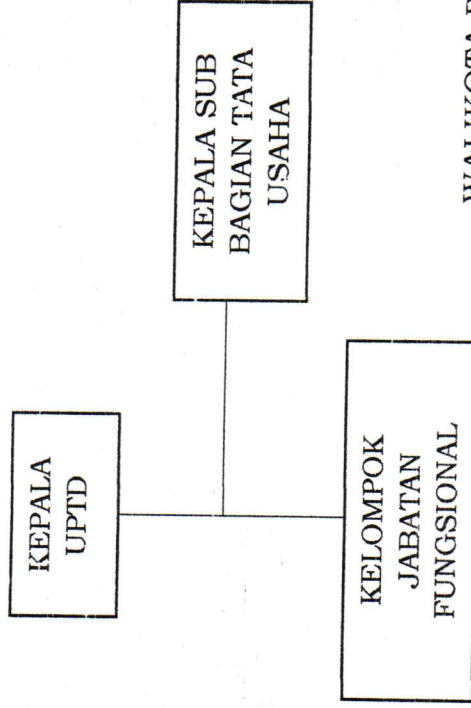 KEPALA
UPTD
KEPALA SUB
BAGIAN TATA
USAHA
KELOMPOK
JABATAN
FUNGSIONAL
WALIKOTA